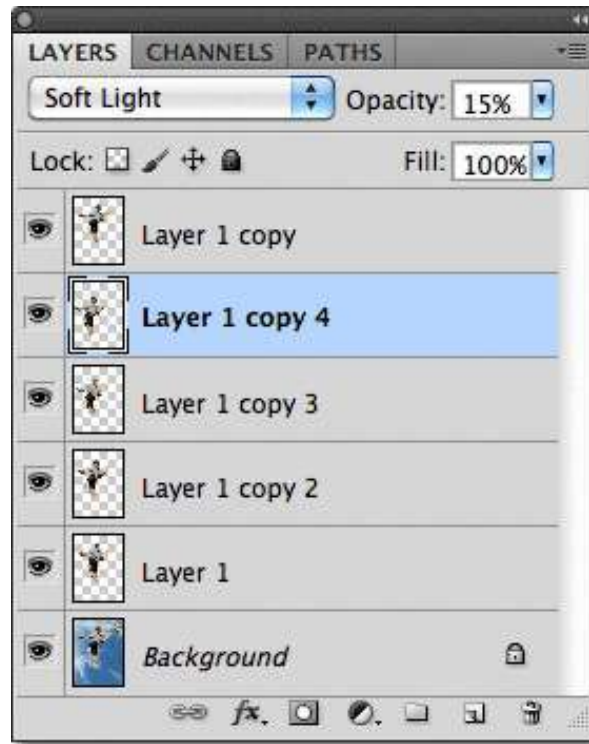 LAYERS CHANNELS PATHS
Soft Light Opacity: 15%
Lock: Fill: 100%
Layer 1 copy
Layer 1 copy 4
Layer 1 copy 3
Layer 1 copy 2
Layer 1
Background
fx.